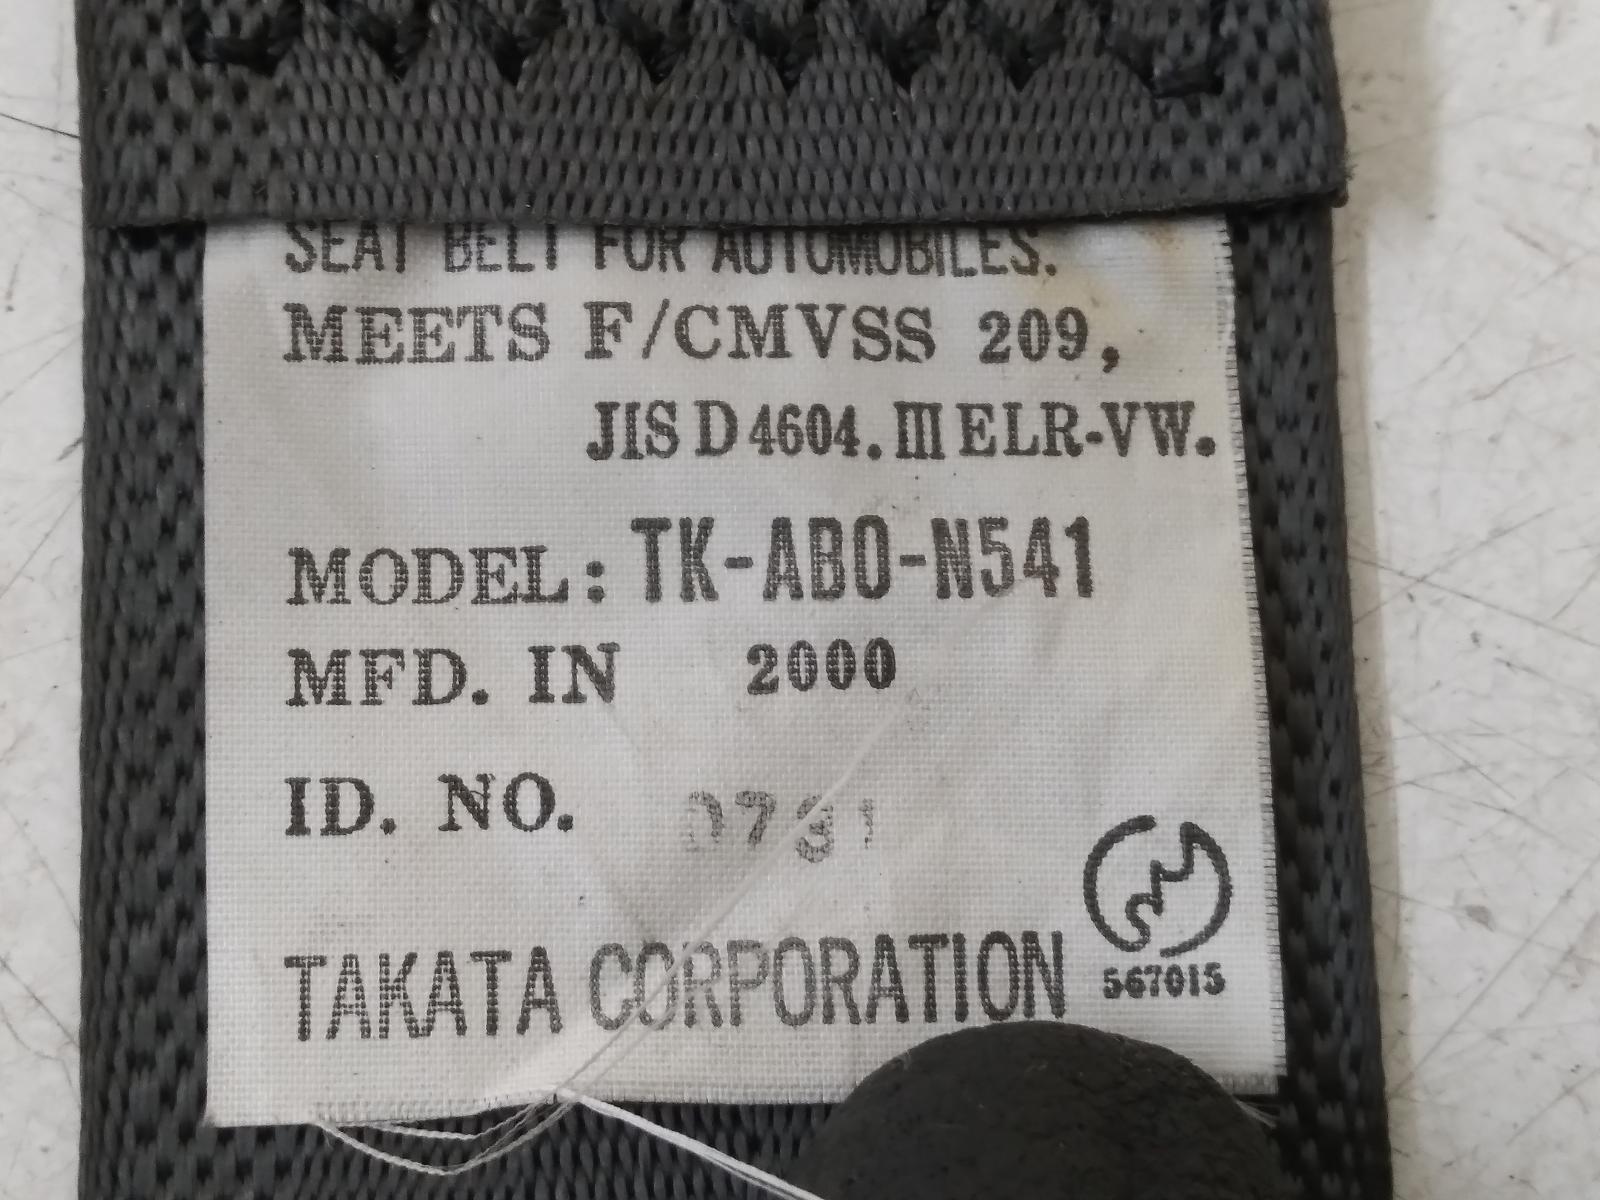 SEAT BELT FOR AUTOMOBILES.
MEETS F/CMVSS 209,
JIS D 4604. III ELR-VW.
MODEL: TK-ABO-N541
MFD. IN 2000
ID. NO.
TAKATA CORPORATION
567015